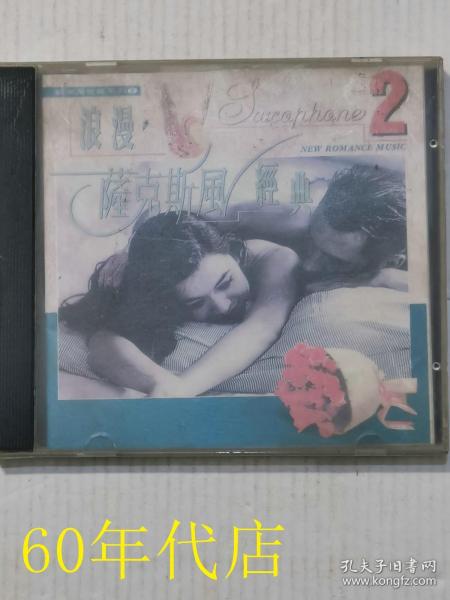 浪漫
Saxophone 2
NEW ROMANCE MUSIC
薩克斯風 經典
60年代店
孔夫子旧书网
www.kongfz.com